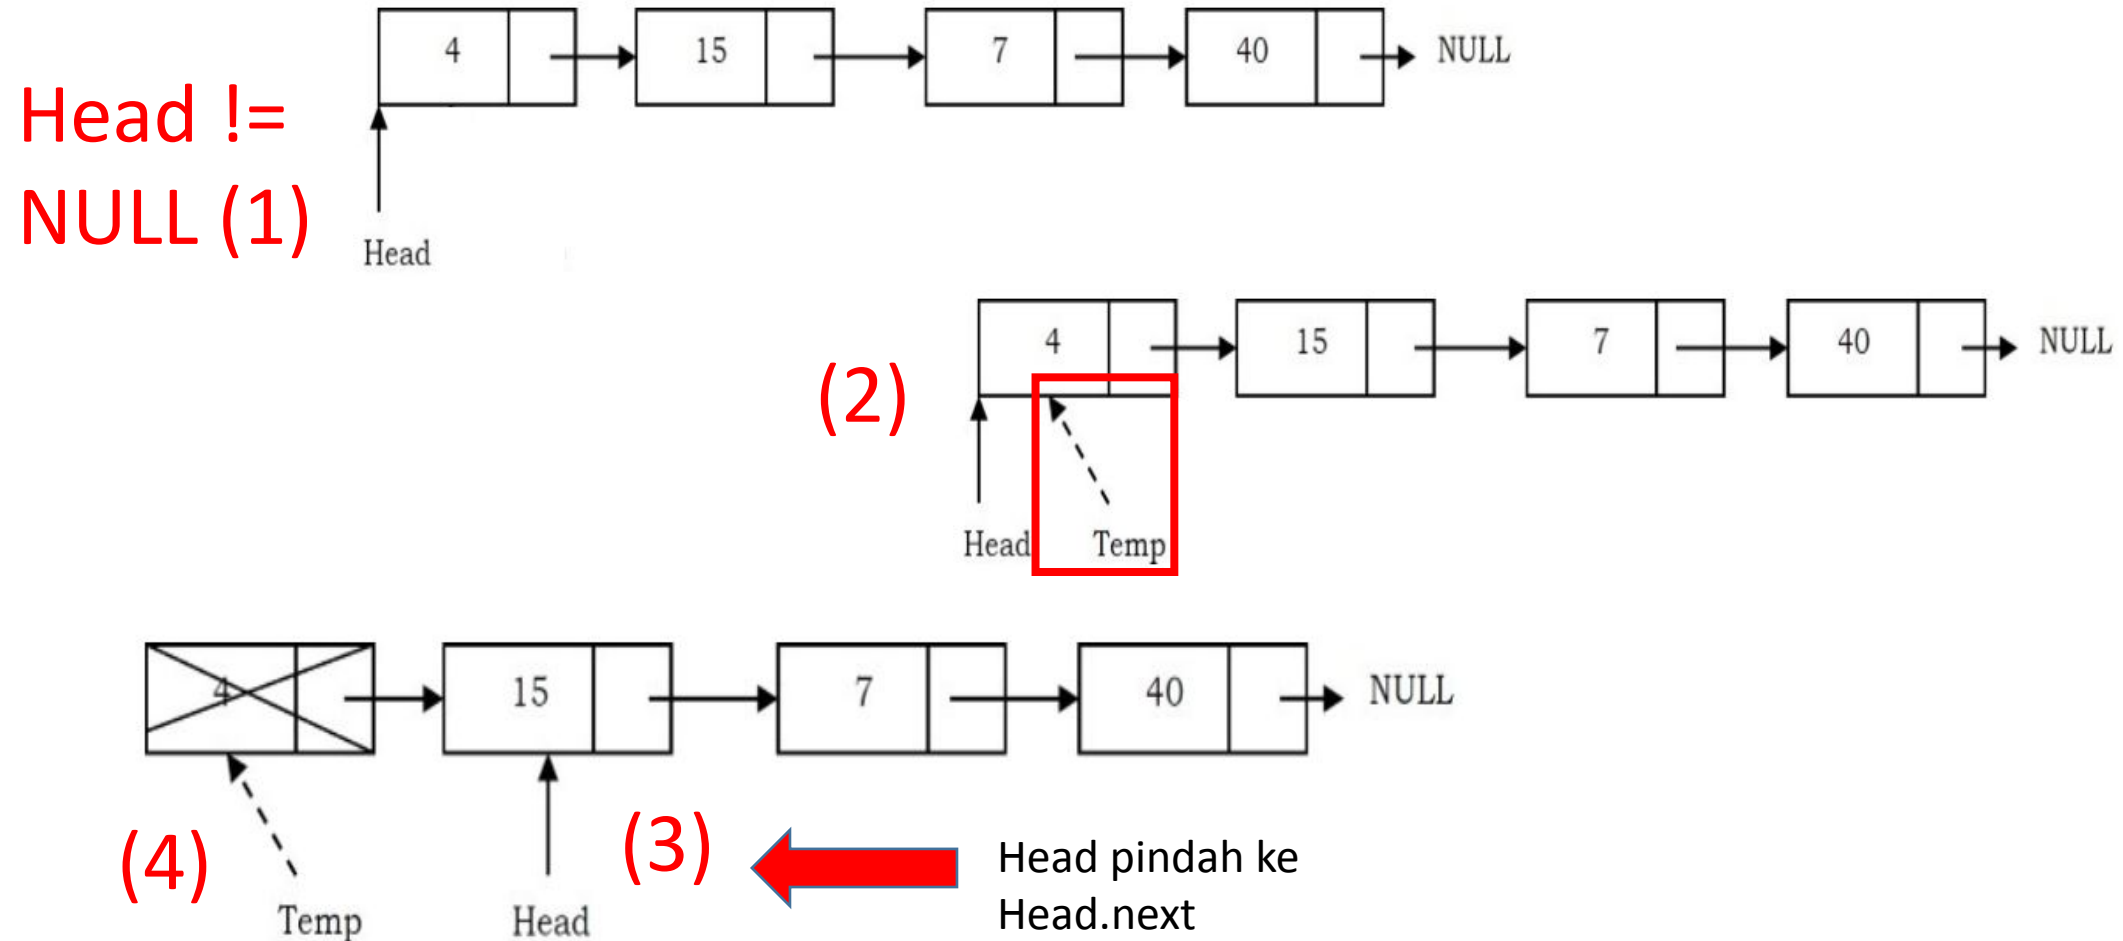 4 15 7 40 NULL
Head !=
NULL (1)
Head
4 15 7 40 NULL
(2)
Head Temp
4 15 7 40 NULL
(4)
(3)
Head pindah ke
Head.next
Temp Head